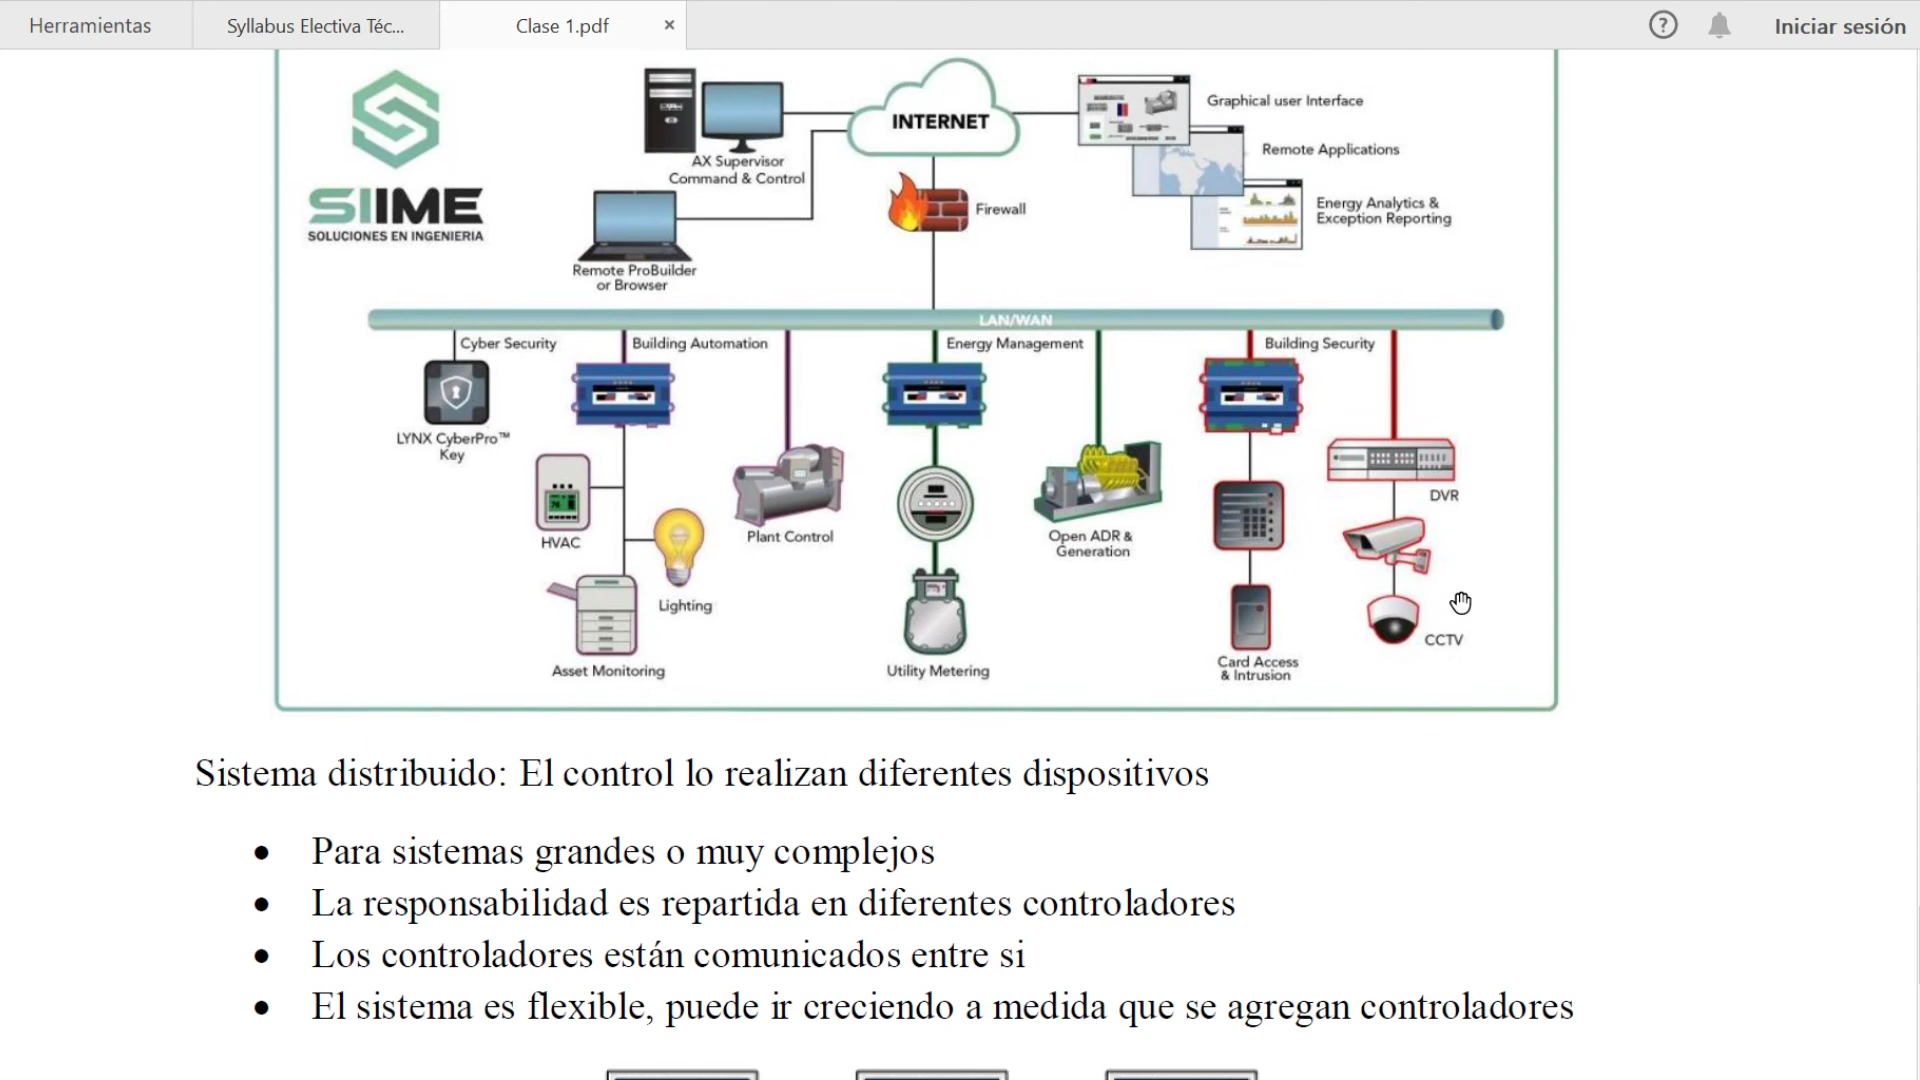 Herramientas
Syllabus Electiva Téc...
Clase 1.pdf
×
?
Iniciar sesión
INTERNET
Graphical user Interface
AX Supervisor
Command & Control
Remote Applications
SIIME
SOLUCIONES EN INGENIERIA
Firewall
Energy Analytics &
Exception Reporting
Remote ProBuilder
or Browser
LAN/WAN
Cyber Security
Building Automation
Energy Management
Building Security
LYNX CyberPro™
Key
DVR
HVAC
Plant Control
Open ADR &
Generation
Lighting
CCTV
Asset Monitoring
Utility Metering
Card Access
& Intrusion
Sistema distribuido: El control lo realizan diferentes dispositivos
• Para sistemas grandes o muy complejos
• La responsabilidad es repartida en diferentes controladores
• Los controladores están comunicados entre si
• El sistema es flexible, puede ir creciendo a medida que se agregan controladores